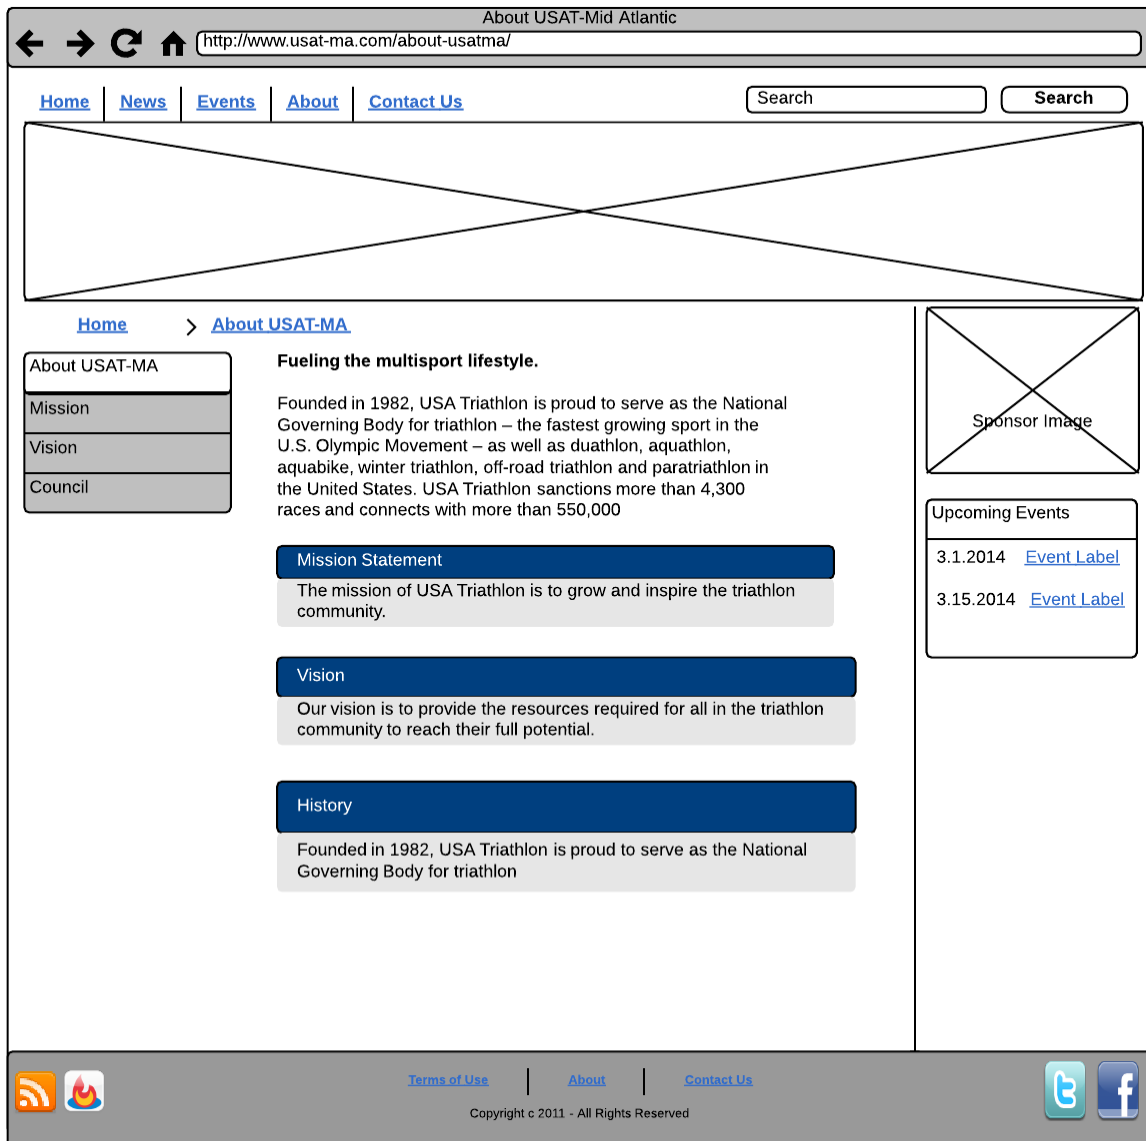 About USAT-Mid Atlantic
http://www.usat-ma.com/about-usatma/
Home News Events About Contact Us Search Search
Home About USAT-MA
About USAT-MA
Mission
Vision
Council
Fueling the multisport lifestyle.
Founded in 1982, USA Triathlon is proud to serve as the National
Governing Body for triathlon – the fastest growing sport in the
U.S. Olympic Movement – as well as duathlon, aquathlon,
aquabike, winter triathlon, off-road triathlon and paratriathlon in
the United States. USA Triathlon sanctions more than 4,300
races and connects with more than 550,000
Mission Statement
The mission of USA Triathlon is to grow and inspire the triathlon
community.
Vision
Our vision is to provide the resources required for all in the triathlon
community to reach their full potential.
History
Founded in 1982, USA Triathlon is proud to serve as the National
Governing Body for triathlon
Sponsor Image
Upcoming Events
3.1.2014 Event Label
3.15.2014 Event Label
Terms of Use About Contact Us
Copyright c 2011 - All Rights Reserved